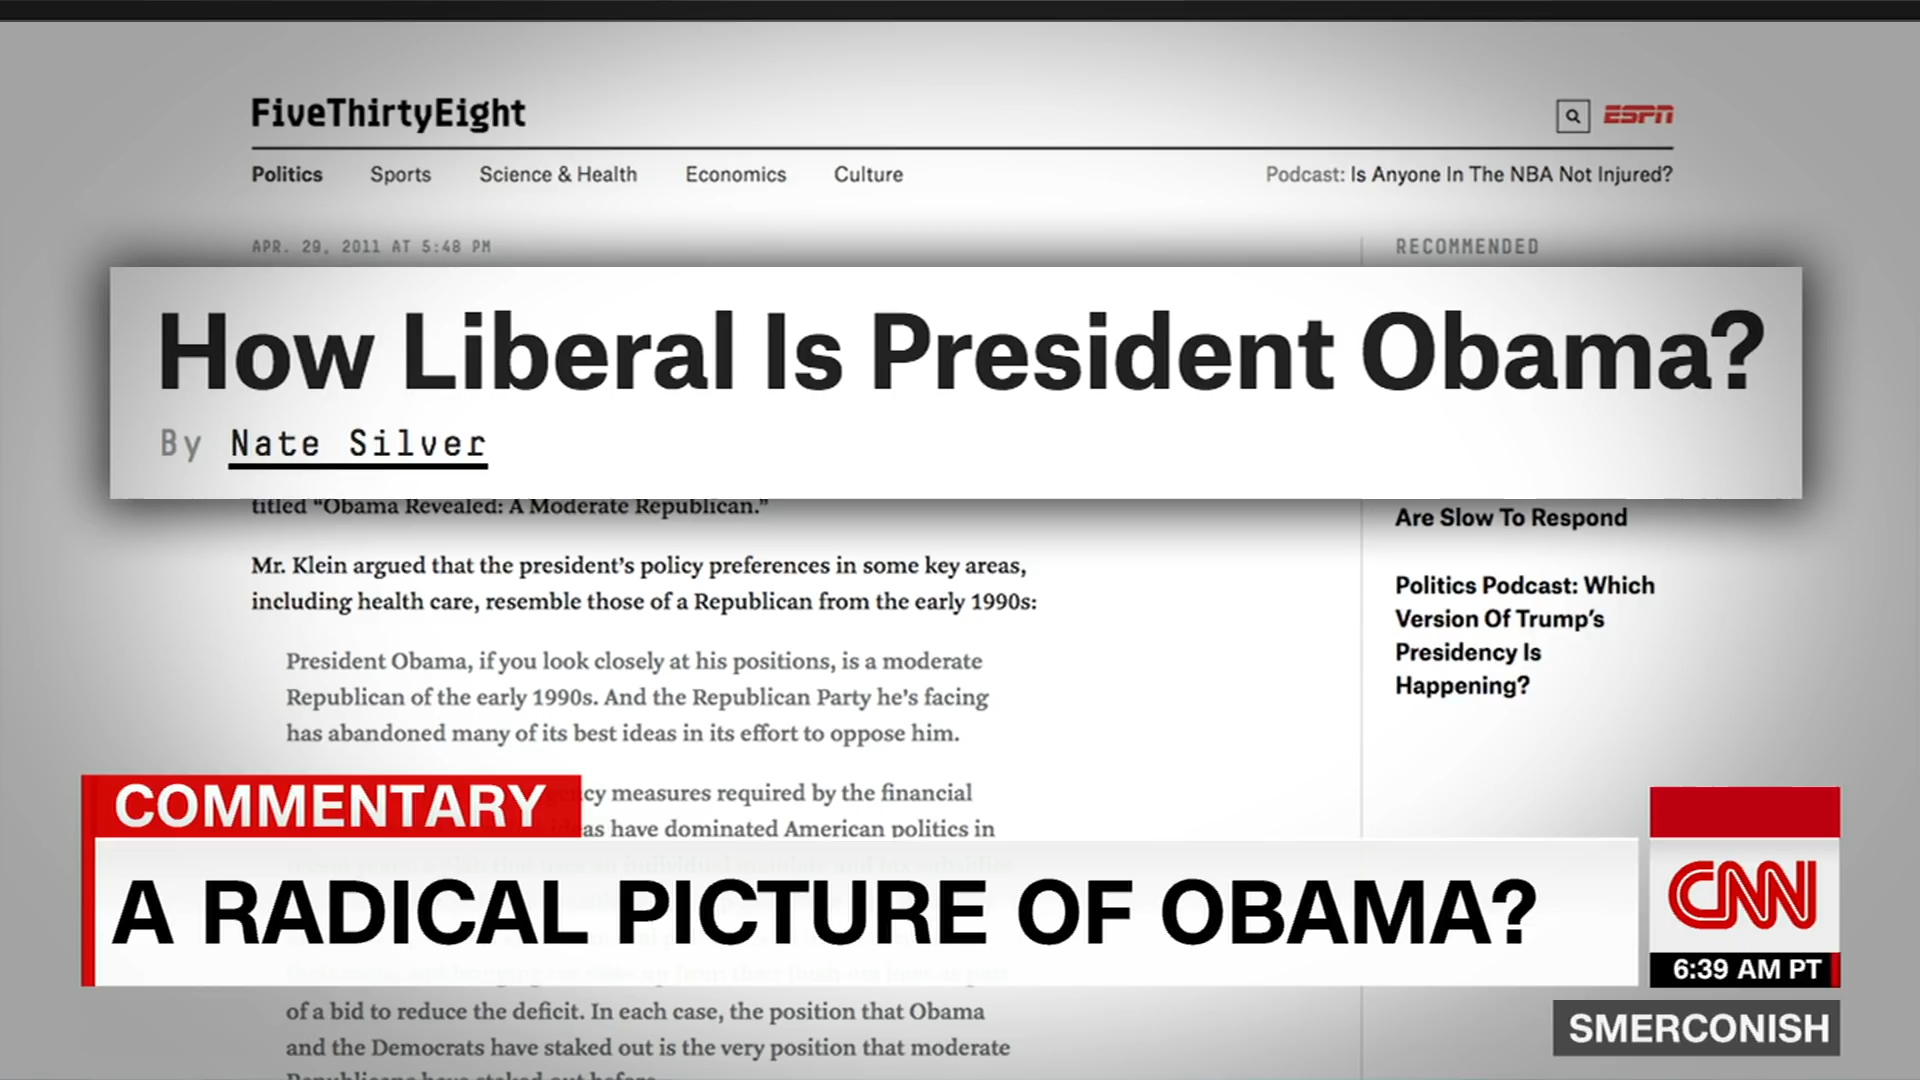 FiveThirtyEight
ESPN
Politics Sports Science & Health Economics Culture Podcast: Is Anyone In The NBA Not Injured?
APR. 29, 2011 AT 5:48 PM
RECOMMENDED
How Liberal Is President Obama?
By Nate Silver
titled “Obama Revealed: A Moderate Republican.”
Are Slow To Respond
Mr. Klein argued that the president’s policy preferences in some key areas,
including health care, resemble those of a Republican from the early 1990s:
Politics Podcast: Which
Version Of Trump’s
Presidency Is
Happening?
President Obama, if you look closely at his positions, is a moderate
Republican of the early 1990s. And the Republican Party he’s facing
has abandoned many of its best ideas in its effort to oppose him.
measures required by the financial
have dominated American politics in
COMMENTARY
A RADICAL PICTURE OF OBAMA?
CNN
6:39 AM PT
of a bid to reduce the deficit. In each case, the position that Obama
and the Democrats have staked out is the very position that moderate
SMERCONISH